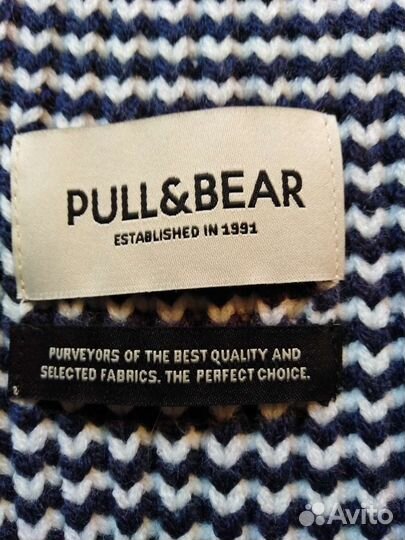 PULL&BEAR
ESTABLISHED IN 1991
PURVEYORS OF THE BEST QUALITY AND
SELECTED FABRICS. THE PERFECT CHOICE.
Avito